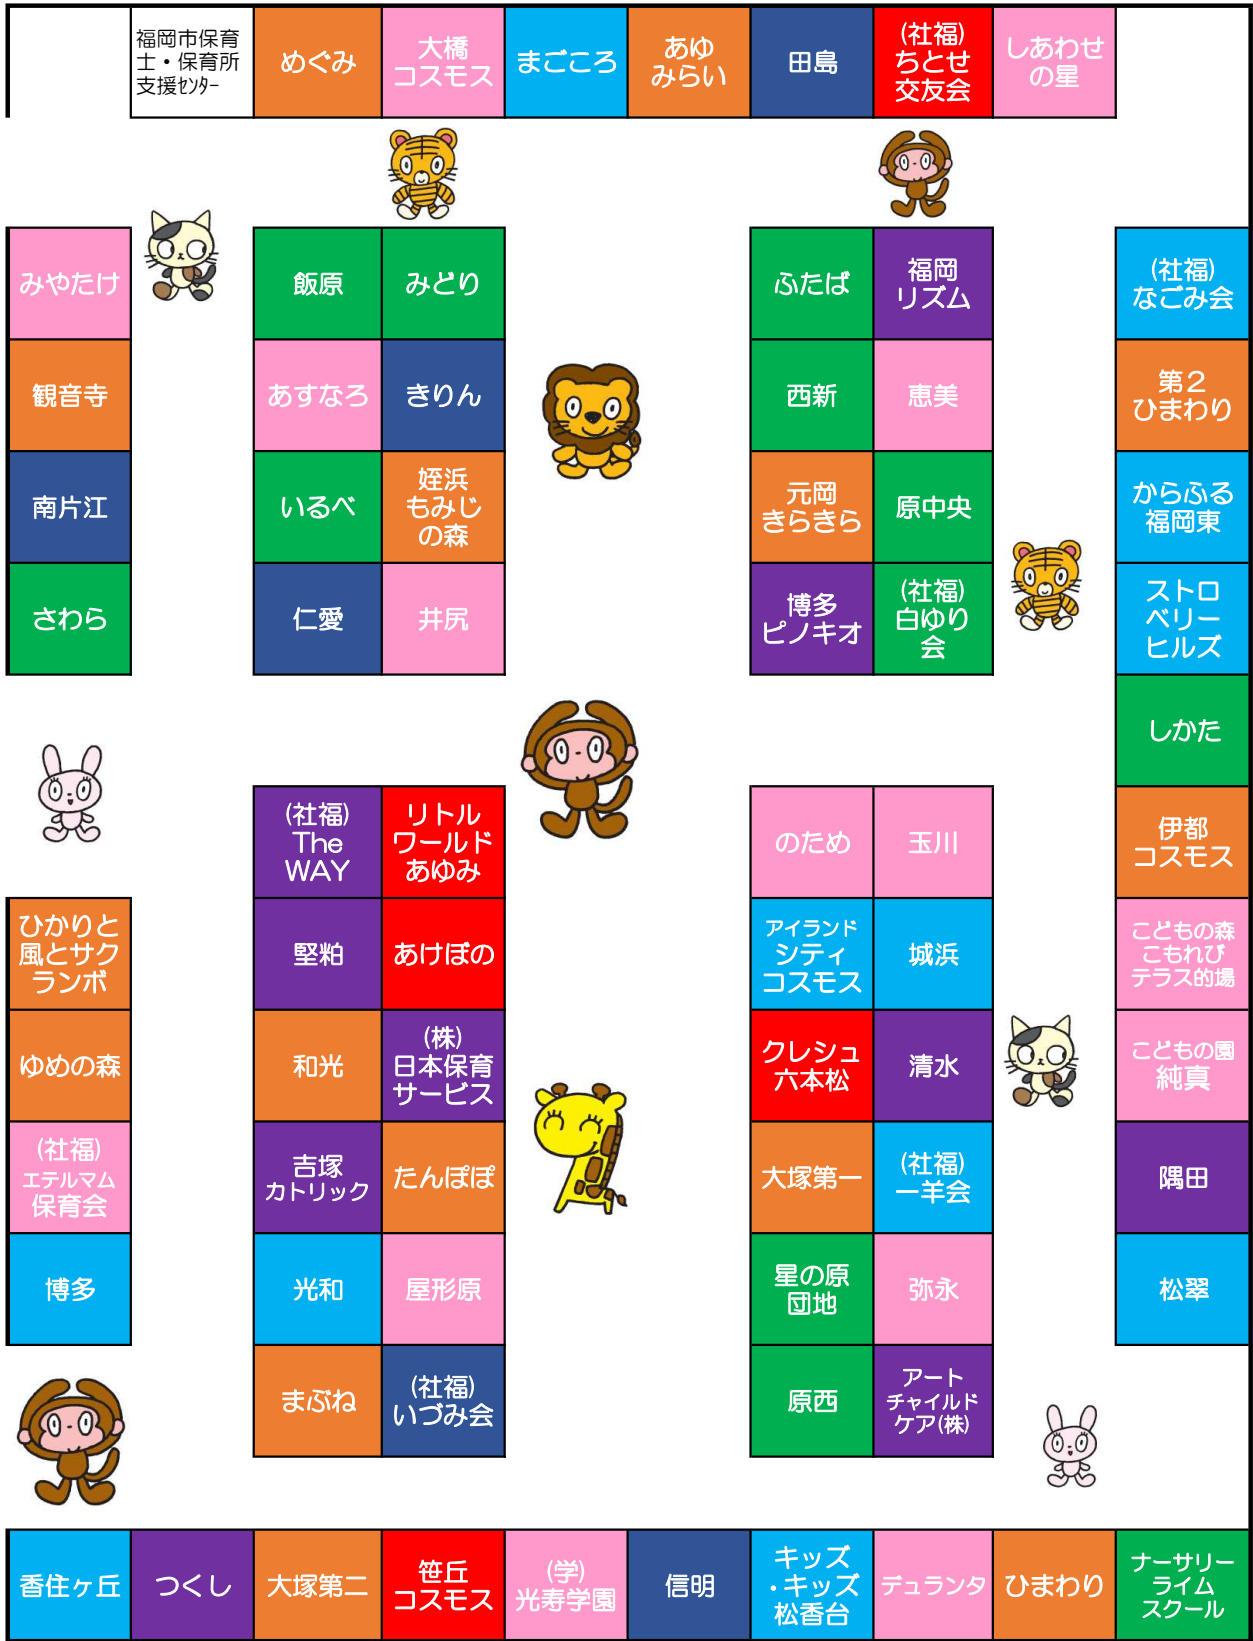 福岡市保育
士・保育所
支援ｾﾝﾀｰ
めぐみ
大橋
コスモス
まごころ
あゆ
みらい
田島
(社福)
ちとせ
交友会
しあわせ
の星
みやたけ
飯原
みどり
ふたば
福岡
リズム
(社福)
なごみ会
観音寺
あすなろ
きりん
西新
恵美
第２
ひまわり
南片江
いるべ
姪浜
もみじ
の森
元岡
きらきら
原中央
からふる
福岡東
さわら
仁愛
井尻
博多
ピノキオ
(社福)
白ゆり
会
ストロ
ベリー
ヒルズ
しかた
(社福)
The
WAY
リトル
ワールド
あゆみ
のため
玉川
伊都
コスモス
ひかりと
風とサク
ランボ
堅粕
あけぼの
アイランド
シティ
コスモス
城浜
こどもの森
こもれび
テラス的場
ゆめの森
和光
(株)
日本保育
サービス
クレシュ
六本松
清水
こどもの園
純真
(社福)
エテルマム
保育会
吉塚
カトリック
たんぽぽ
大塚第一
(社福)
一羊会
隅田
博多
光和
屋形原
星の原
団地
弥永
松翠
まぶね
(社福)
いづみ会
原西
アート
チャイルド
ケア(株)
香住ヶ丘
つくし
大塚第二
笹丘
コスモス
(学)
光寿学園
信明
キッズ
・キッズ
松香台
デュランタ
ひまわり
ナーサリー
ライム
スクール